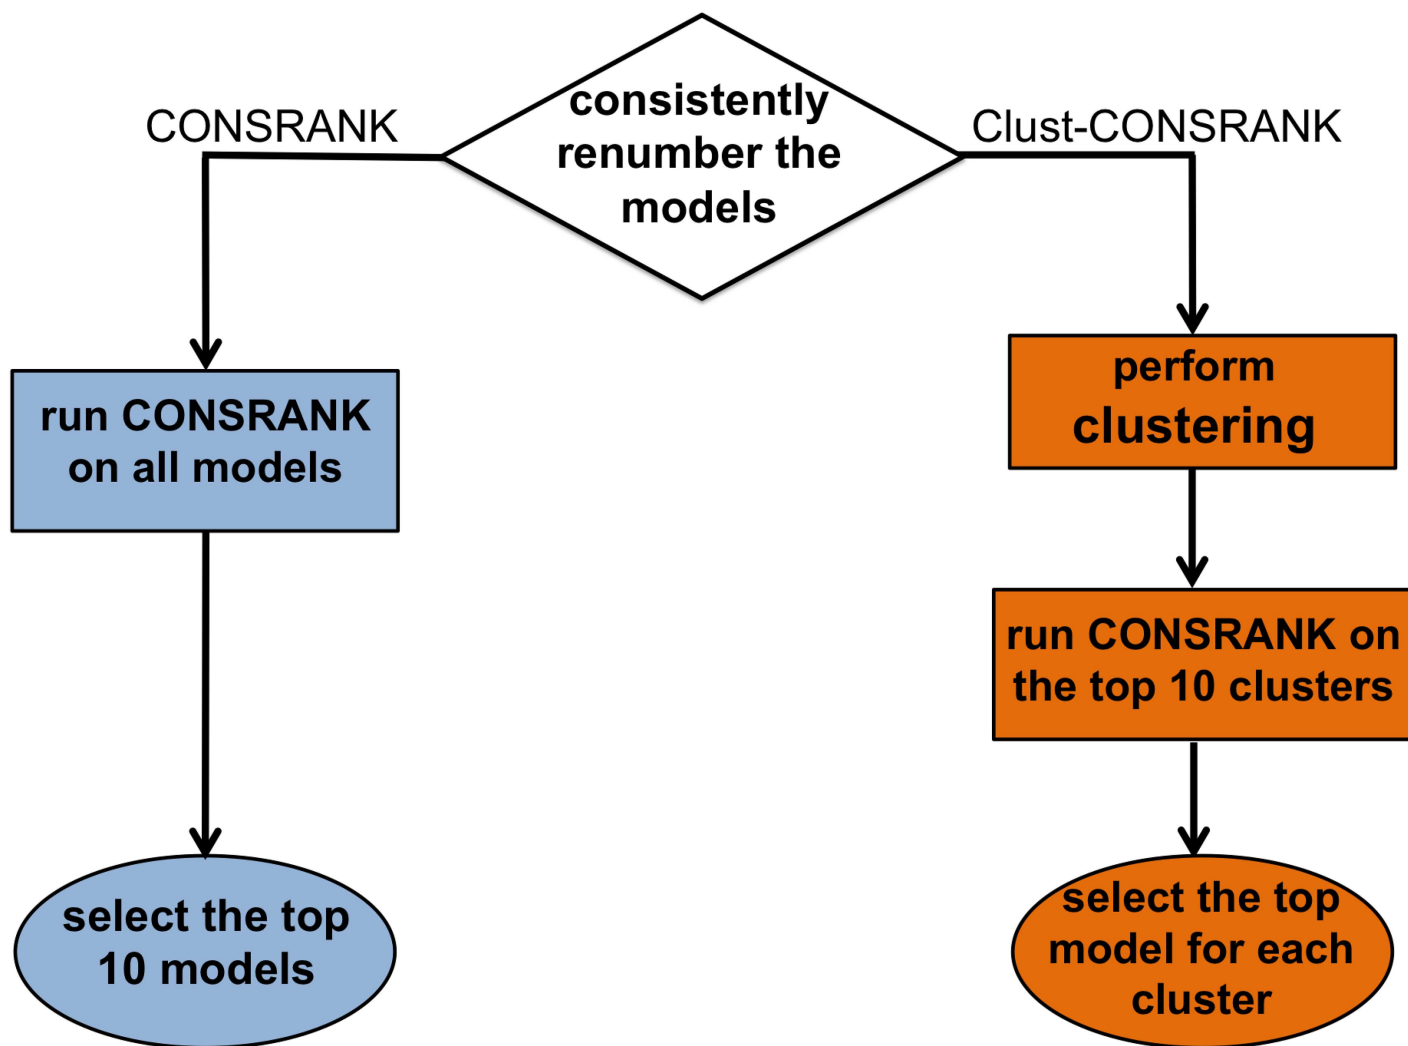 consistently
renumber the
models
CONSRANK
run CONSRANK
on all models
select the top
10 models
Clust-CONSRANK
perform
clustering
run CONSRANK on
the top 10 clusters
select the top
model for each
cluster